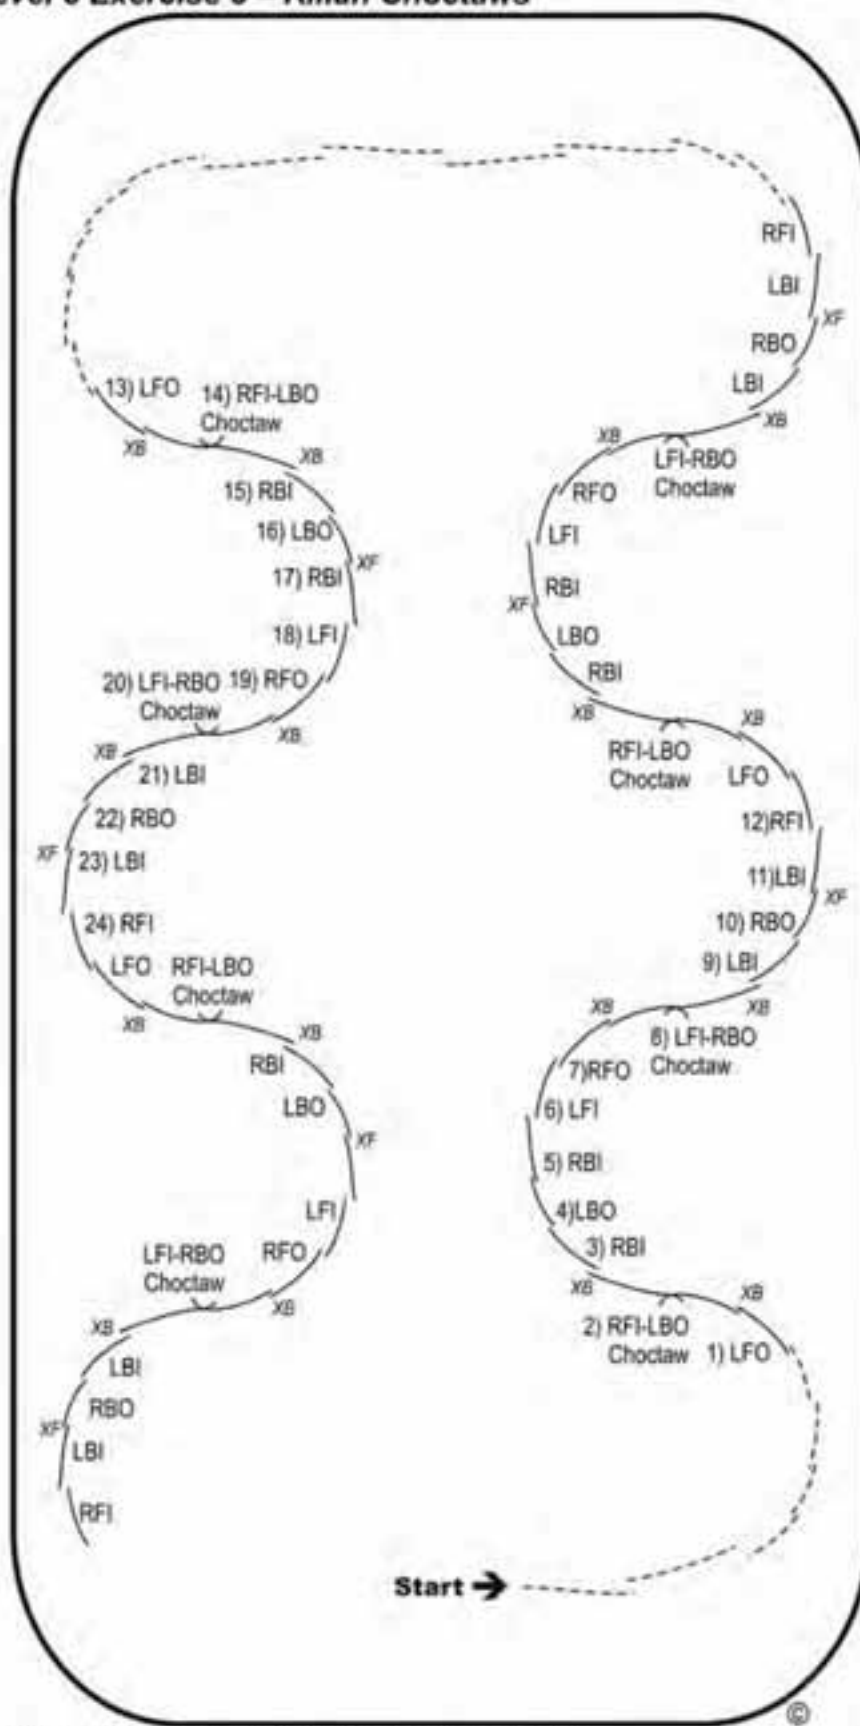 RFI
LBI
XF
RBO
LBI
XB
LFI-RBO
Choctaw
XB
RFO
LFI
RBI
XF
LBO
RBI
XB
RFI-LBO
Choctaw
XB
LFO
12)RFI
11)LBI
XF
10) RBO
9) LBI
XB
8) LFI-RBO
Choctaw
XB
7)RFO
6) LFI
5) RBI
4)LBO
3) RBI
XB
2) RFI-LBO
Choctaw
XB
1) LFO
13) LFO
XB
14) RFI-LBO
Choctaw
XB
15) RBI
16) LBO
XF
17) RBI
18) LFI
19) RFO
XB
20) LFI-RBO
Choctaw
XB
21) LBI
22) RBO
XF
23) LBI
24) RFI
LFO
XB
RFI-LBO
Choctaw
XB
RBI
LBO
XF
LFI
RFO
XB
LFI-RBO
Choctaw
XB
LBI
RBO
XF
LBI
RFI
Start
©